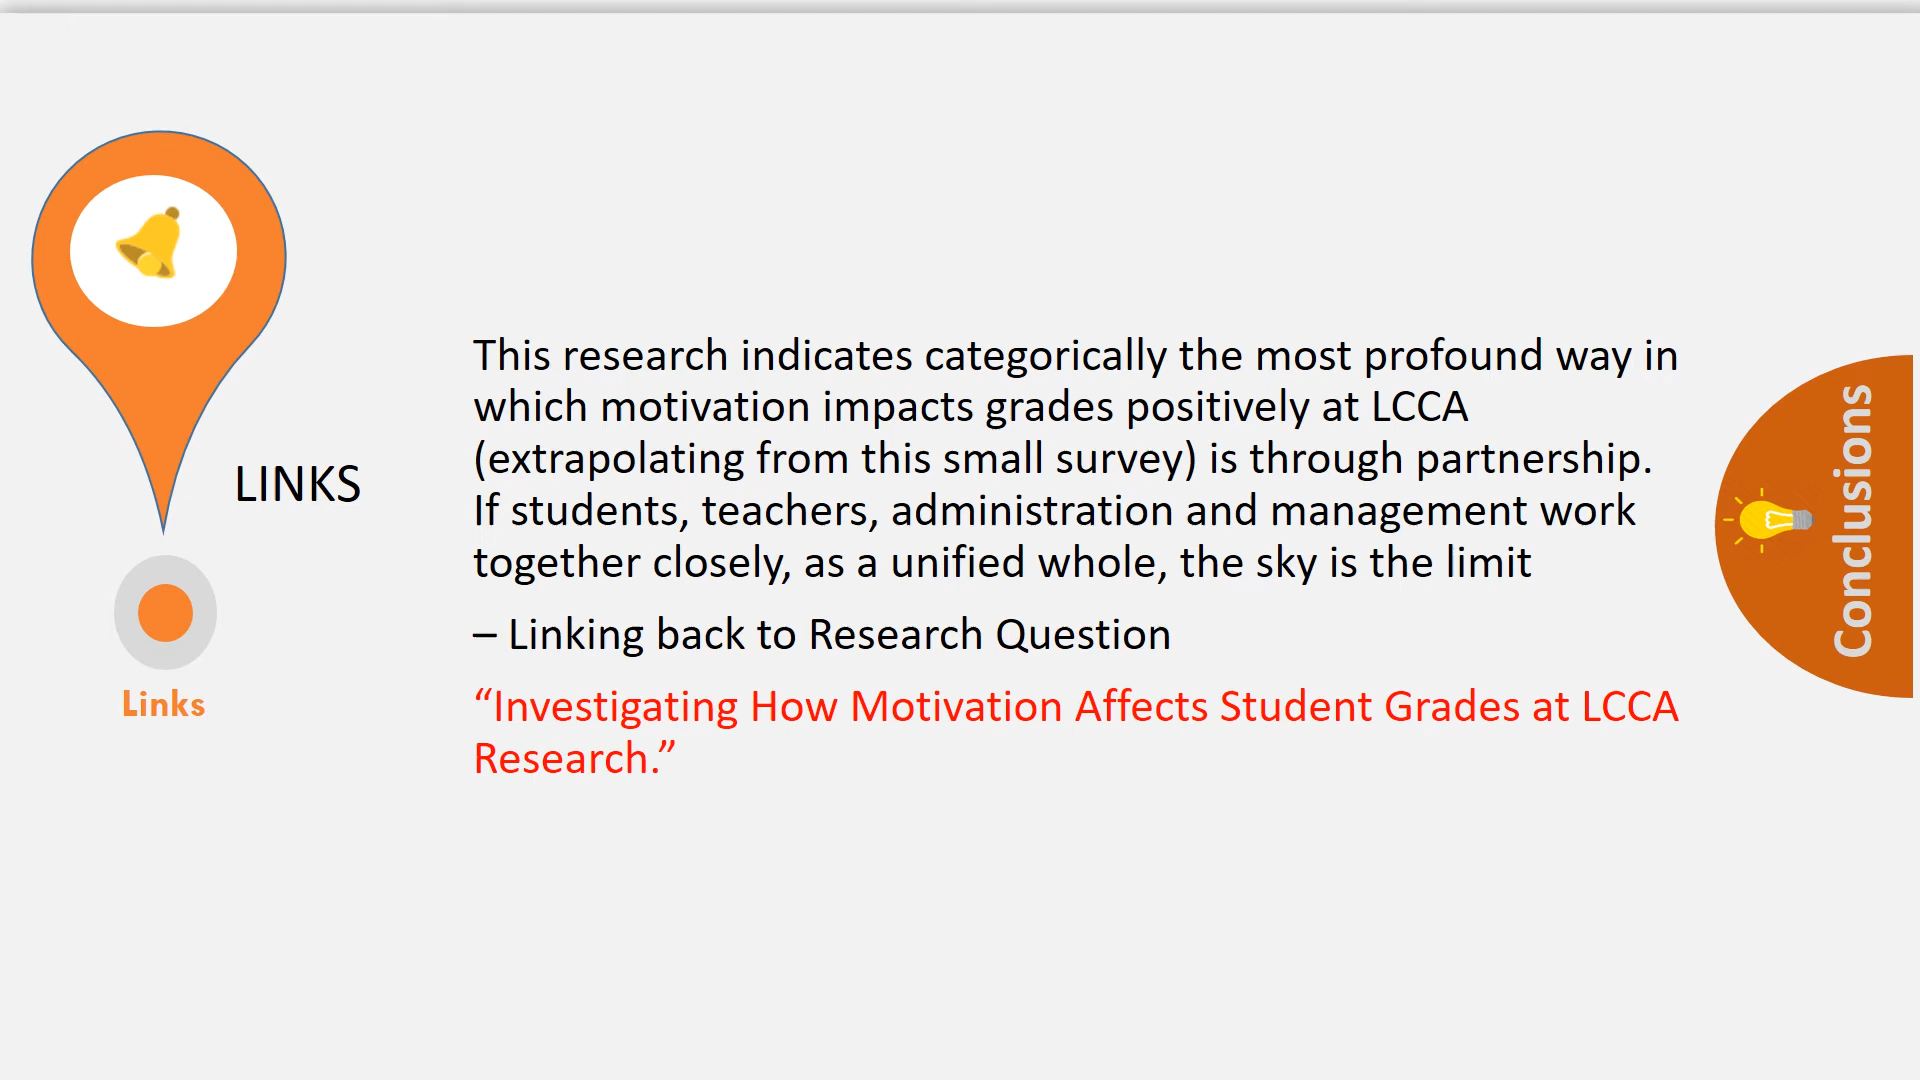 LINKS
Links
This research indicates categorically the most profound way in
which motivation impacts grades positively at LCCA
(extrapolating from this small survey) is through partnership.
If students, teachers, administration and management work
together closely, as a unified whole, the sky is the limit
– Linking back to Research Question
“Investigating How Motivation Affects Student Grades at LCCA
Research.”
Conclusions